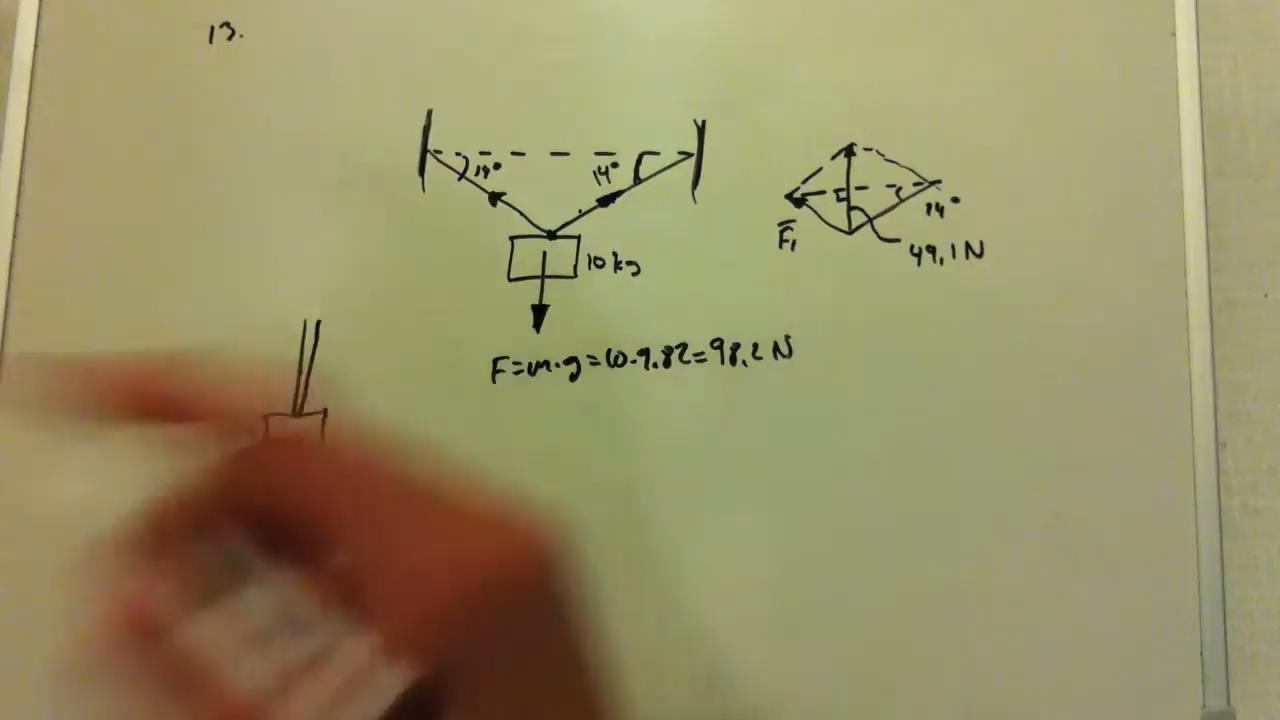 13.
14° 14°
10 kg
F=m·g=10·9.82=98,2 N
F₁
14°
49,1 N